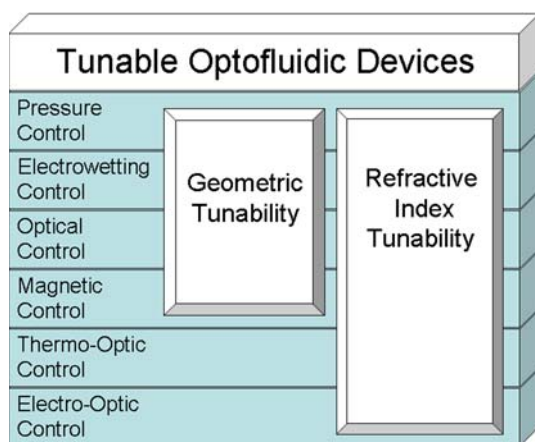 Tunable Optofluidic Devices
Pressure
Control
Electrowetting
Control
Optical
Control
Magnetic
Control
Thermo-Optic
Control
Electro-Optic
Control
Geometric
Tunability
Refractive
Index
Tunability